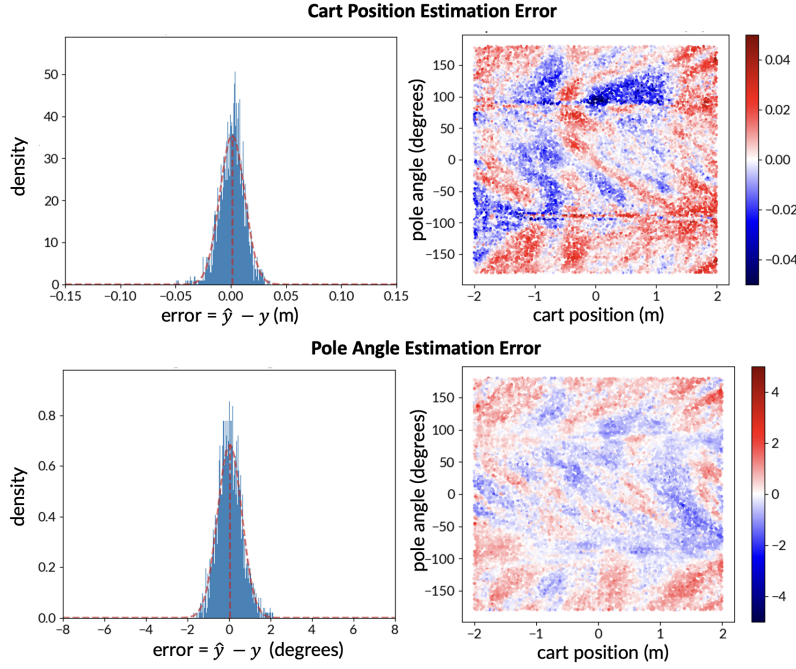 Cart Position Estimation Error
density
50
40
30
20
10
0
−0.15 −0.10 −0.05 0.00 0.05 0.10 0.15
error = ŷ − y (m)
pole angle (degrees)
150
100
50
0
−50
−100
−150
−2 −1 0 1 2
cart position (m)
0.04
0.02
0.00
−0.02
−0.04
Pole Angle Estimation Error
density
0.8
0.6
0.4
0.2
0.0
−8 −6 −4 −2 0 2 4 6 8
error = ŷ − y (degrees)
pole angle (degrees)
150
100
50
0
−50
−100
−150
−2 −1 0 1 2
cart position (m)
4
2
0
−2
−4